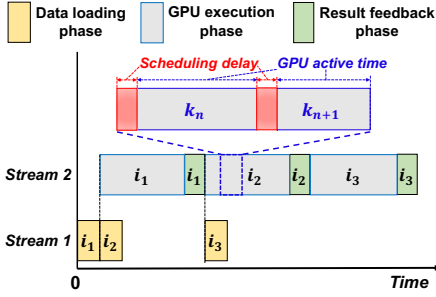 Data loading phase
GPU execution phase
Result feedback phase
Scheduling delay GPU active time
kₙ kₙ₊₁
Stream 2 i₁ i₁ i₂ i₂ i₃ i₃
Stream 1 i₁ i₂ i₃
0 Time